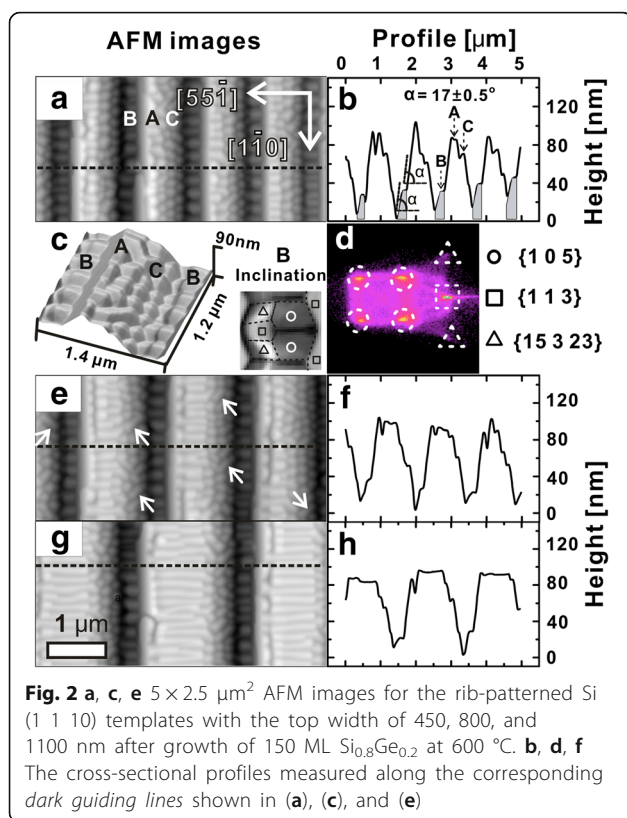 AFM images
Profile [µm]
0 1 2 3 4 5
a
B A C
[551̄]
[11̄0]
b
α = 17±0.5°
A
C
B
α
α
120
80
40
0
Height [nm]
c
A
B
C
B
90nm
1.2 µm
1.4 µm
B
Inclination
d
{1 0 5}
{1 1 3}
{15 3 23}
e
f
120
80
40
0
Height [nm]
g
a
1 µm
h
120
80
40
0
Fig. 2 a, c, e 5 × 2.5 µm² AFM images for the rib-patterned Si
(1 1 10) templates with the top width of 450, 800, and
1100 nm after growth of 150 ML Si₀.₈Ge₀.₂ at 600 °C. b, d, f
The cross-sectional profiles measured along the corresponding
dark guiding lines shown in (a), (c), and (e)